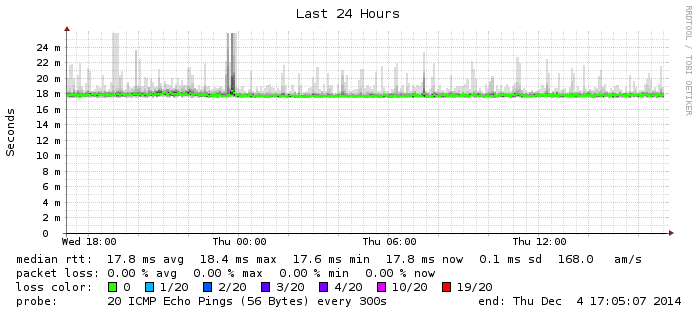 Last 24 Hours
RRDTOOL / TOBI OETIKER
Seconds
24 m
22 m
20 m
18 m
16 m
14 m
12 m
10 m
8 m
6 m
4 m
2 m
0
Wed 18:00 Thu 00:00 Thu 06:00 Thu 12:00
median rtt: 17.8 ms avg 18.4 ms max 17.6 ms min 17.8 ms now 0.1 ms sd 168.0 am/s
packet loss: 0.00 % avg 0.00 % max 0.00 % min 0.00 % now
loss color: 0 1/20 2/20 3/20 4/20 10/20 19/20
probe: 20 ICMP Echo Pings (56 Bytes) every 300s end: Thu Dec 4 17:05:07 2014